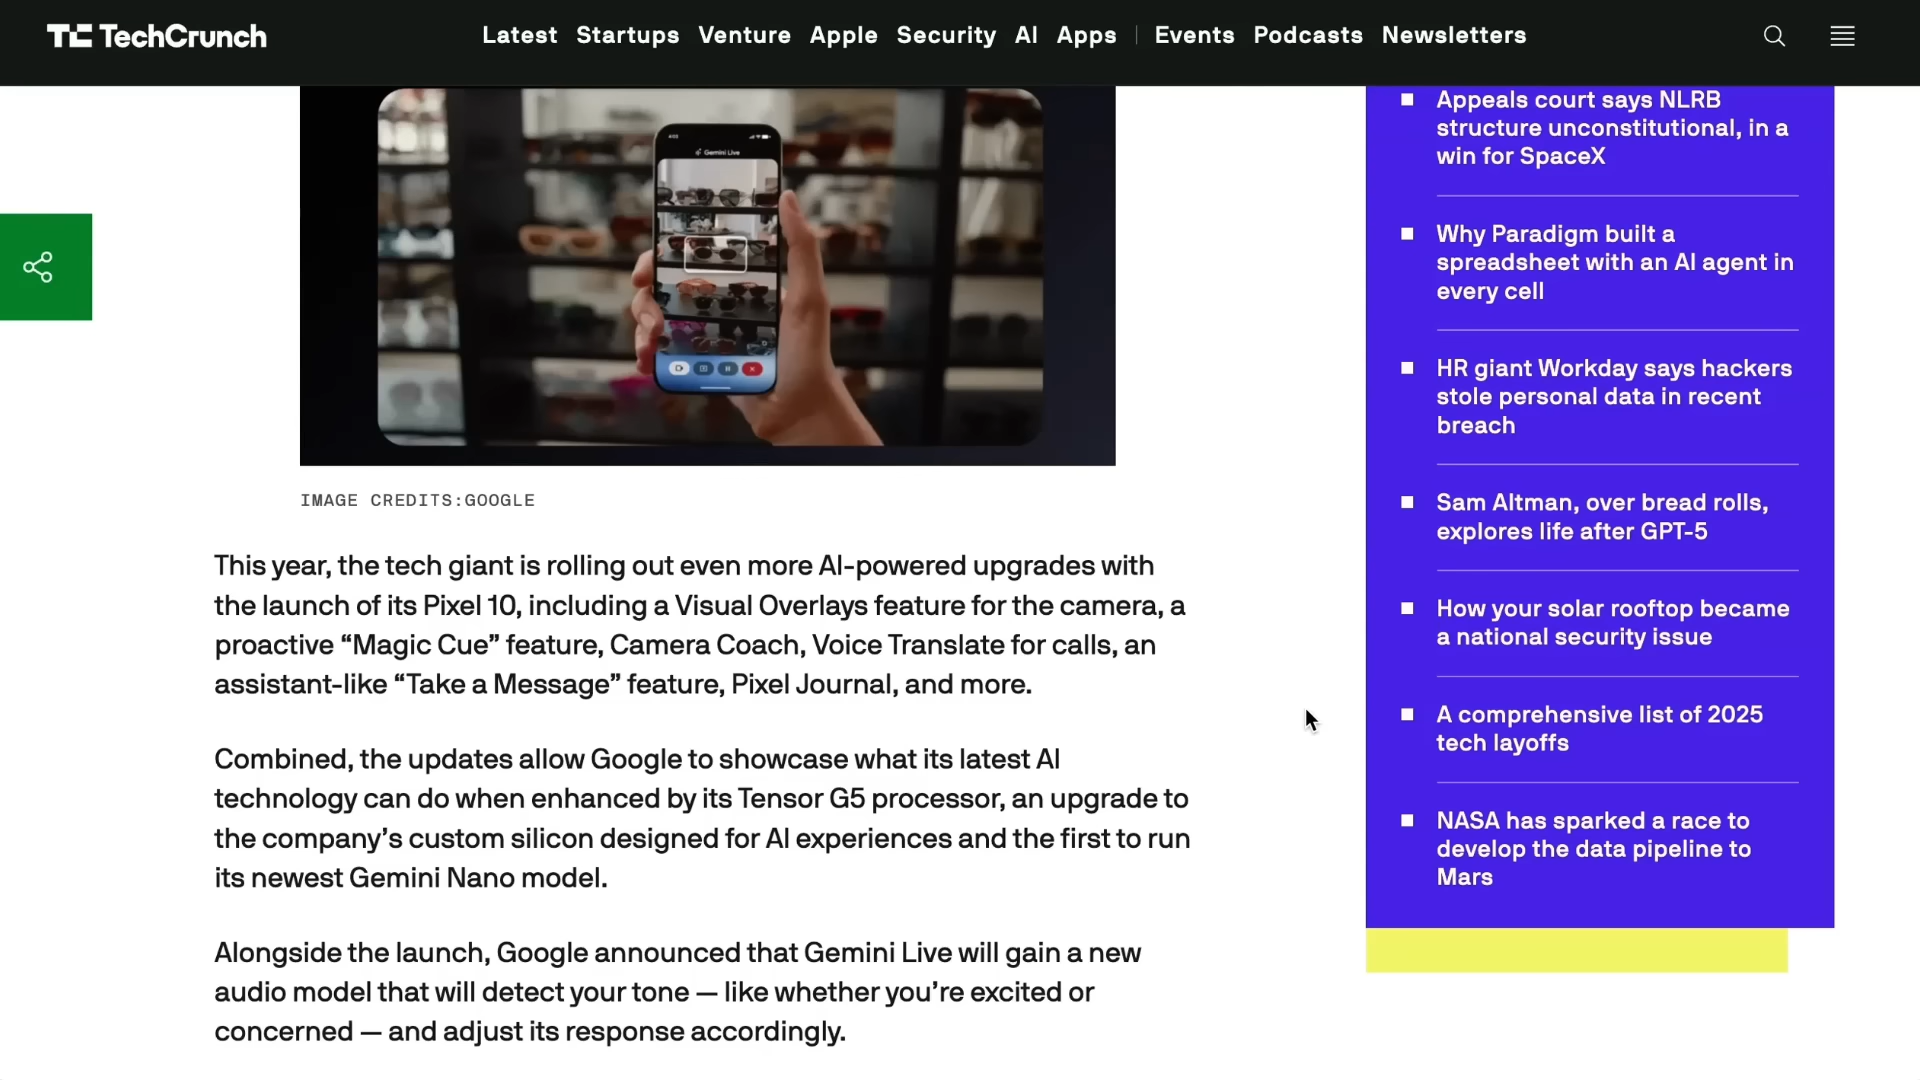 TechCrunch
Latest Startups Venture Apple Security AI Apps | Events Podcasts Newsletters
4:03
Gemini Live
IMAGE CREDITS:GOOGLE
This year, the tech giant is rolling out even more AI-powered upgrades with
the launch of its Pixel 10, including a Visual Overlays feature for the camera, a
proactive “Magic Cue” feature, Camera Coach, Voice Translate for calls, an
assistant-like “Take a Message” feature, Pixel Journal, and more.
Combined, the updates allow Google to showcase what its latest AI
technology can do when enhanced by its Tensor G5 processor, an upgrade to
the company’s custom silicon designed for AI experiences and the first to run
its newest Gemini Nano model.
Alongside the launch, Google announced that Gemini Live will gain a new
audio model that will detect your tone — like whether you’re excited or
concerned — and adjust its response accordingly.
Appeals court says NLRB
structure unconstitutional, in a
win for SpaceX
Why Paradigm built a
spreadsheet with an AI agent in
every cell
HR giant Workday says hackers
stole personal data in recent
breach
Sam Altman, over bread rolls,
explores life after GPT-5
How your solar rooftop became
a national security issue
A comprehensive list of 2025
tech layoffs
NASA has sparked a race to
develop the data pipeline to
Mars